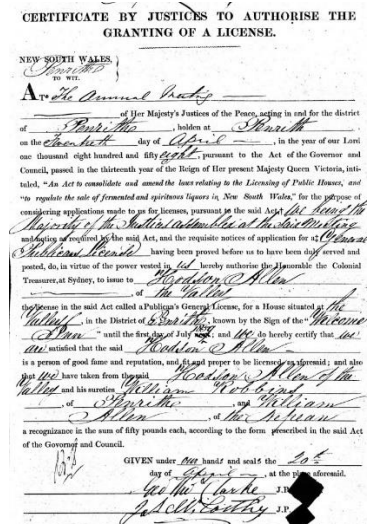 CERTIFICATE BY JUSTICES TO AUTHORISE THE
GRANTING OF A LICENSE.
NEW SOUTH WALES,
Penrith
TO WIT.
AT The Annual Meeting
of Her Majesty's Justices of the Peace, acting in and for the district
of Penrith, holden at Penrith
on the Twentieth day of April, in the year of our Lord
one thousand eight hundred and fifty eight, pursuant to the Act of the Governor and
Council, passed in the thirteenth year of the Reign of Her present Majesty Queen Victoria, inti-
tuled, "An Act to consolidate and amend the laws relating to the Licensing of Public Houses, and
"to regulate the sale of fermented and spirituous liquors in New South Wales," for the purpose of
considering applications made to us for licenses, pursuant to the said Act, we being the
Majority of the Justices assembled at the said Meeting
and notice as required by the said Act, and the requisite notices of application for a General
Publicans License having been proved before us to have been duly served and
posted, do, in virtue of the power vested in us hereby authorise the Honorable the Colonial
Treasurer, at Sydney, to issue to Hodson Allen
of the Valley
the license in the said Act called a Publican's General License, for a House situated at the
Valley, in the District of Penrith, known by the Sign of the "Welcome
Inn" until the first day of July 1859; and we do hereby certify that we
are satisfied that the said Hodson Allen
is a person of good fame and reputation, and fit and proper to be licensed as aforesaid; and also
that we have taken from the said Hodson Allen of the
Valley and his sureties William Robbins
, of Penrith and William
Allen, of the Nepean
a recognizance in the sum of fifty pounds each, according to the form prescribed in the said Act
of the Governor and Council.
GIVEN under our hands and seals the 20th
day of April, at the place aforesaid.
J.P.
J.P.